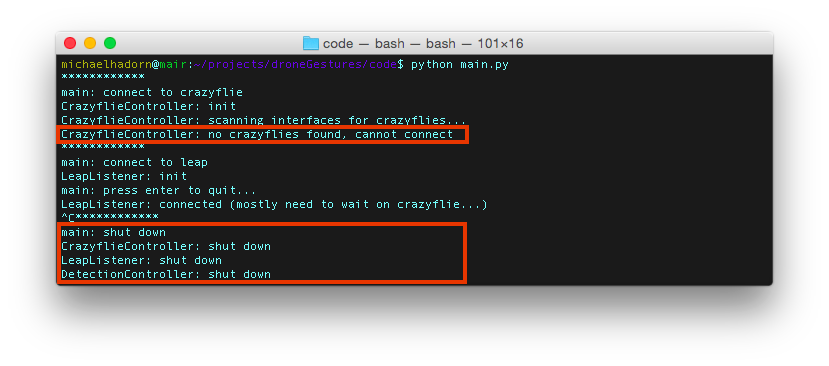 code — bash — bash — 101×16
michaelhadorn@mair:~/projects/droneGestures/code$ python main.py
************
main: connect to crazyflie
CrazyflieController: init
CrazyflieController: scanning interfaces for crazyflies...
CrazyflieController: no crazyflies found, cannot connect
************
main: connect to leap
LeapListener: init
main: press enter to quit...
LeapListener: connected (mostly need to wait on crazyflie...)
^C************
main: shut down
CrazyflieController: shut down
LeapListener: shut down
DetectionController: shut down